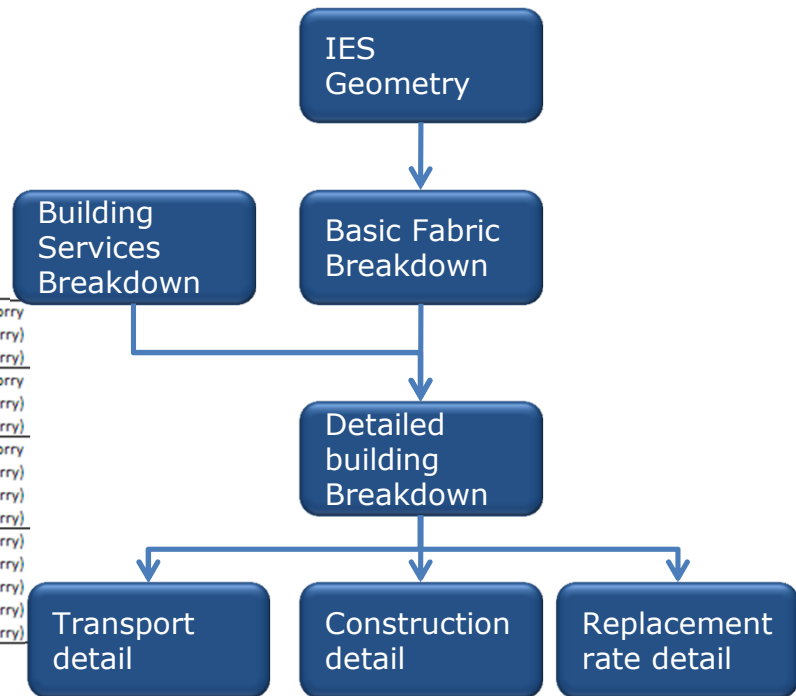 IES
Geometry
Building
Services
Breakdown
Basic Fabric
Breakdown
Detailed
building
Breakdown
Transport
detail
Construction
detail
Replacement
rate detail